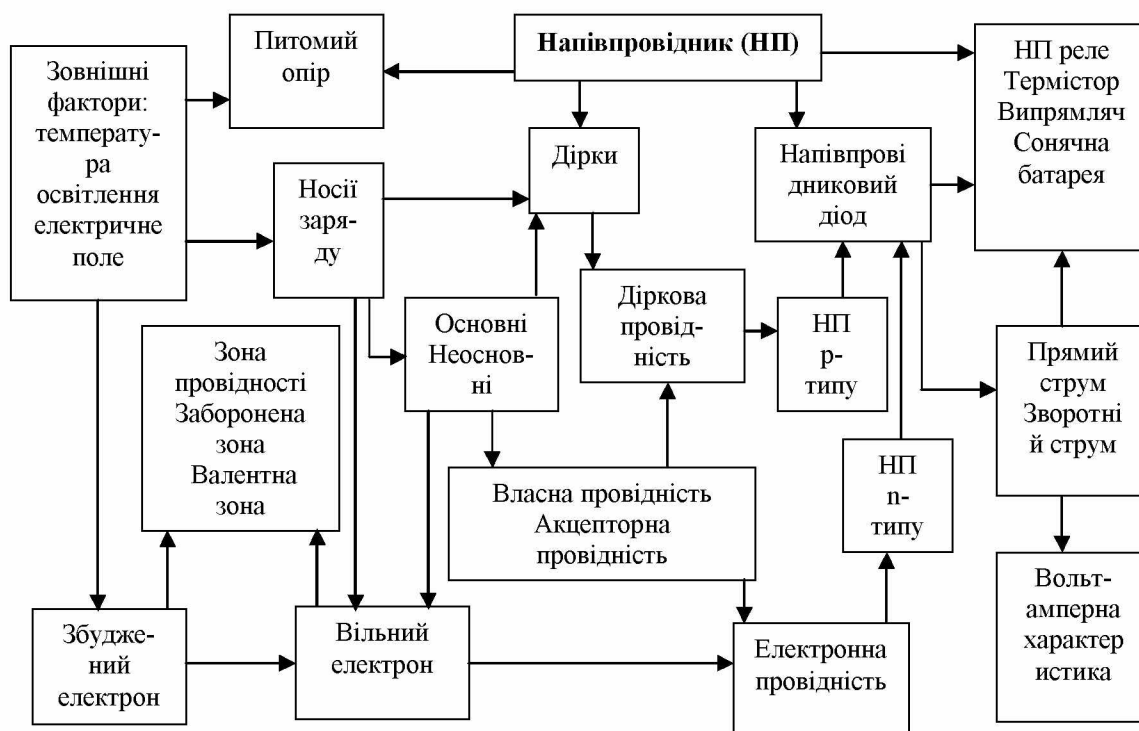 Напівпровідник (НП)
Питомий
опір
Зовнішні
фактори:
температу-
ра
освітлення
електричне
поле
НП реле
Термістор
Випрямляч
Сонячна
батарея
Дірки
Напівпрові
дниковий
діод
Носії
заря-
ду
Основні
Неоснов-
ні
Діркова
провід-
ність
НП
p-
типу
Прямий
струм
Зворотні
й струм
Зона
провідності
Заборонена
зона
Валентна
зона
Власна провідність
Акцепторна
провідність
НП
n-
типу
Вольт-
амперна
характер
истика
Збудже-
ний
електрон
Вільний
електрон
Електронна
провідність